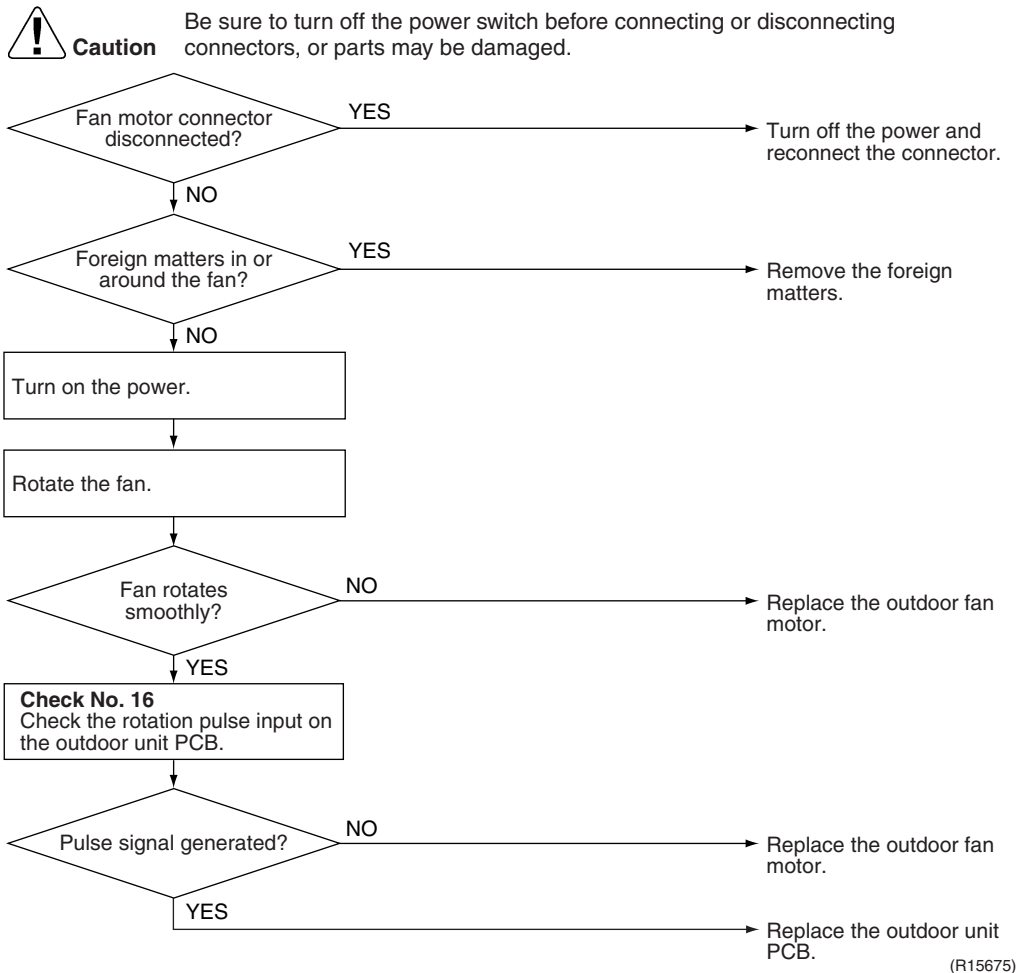 Be sure to turn off the power switch before connecting or disconnecting
Caution connectors, or parts may be damaged.
Fan motor connector
disconnected?
YES
Turn off the power and
reconnect the connector.
NO
Foreign matters in or
around the fan?
YES
Remove the foreign
matters.
NO
Turn on the power.
Rotate the fan.
Fan rotates
smoothly?
NO
Replace the outdoor fan
motor.
YES
Check No. 16
Check the rotation pulse input on
the outdoor unit PCB.
Pulse signal generated?
NO
Replace the outdoor fan
motor.
YES
Replace the outdoor unit
PCB.
(R15675)